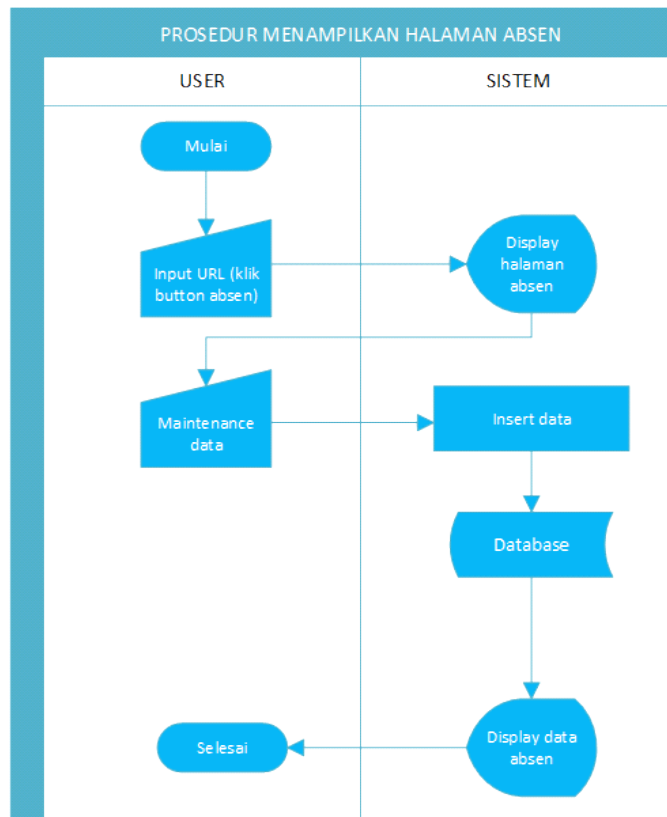 PROSEDUR MENAMPILKAN HALAMAN ABSEN
USER
SISTEM
Mulai
Input URL (klik
button absen)
Display
halaman
absen
Maintenance
data
Insert data
Database
Display data
absen
Selesai